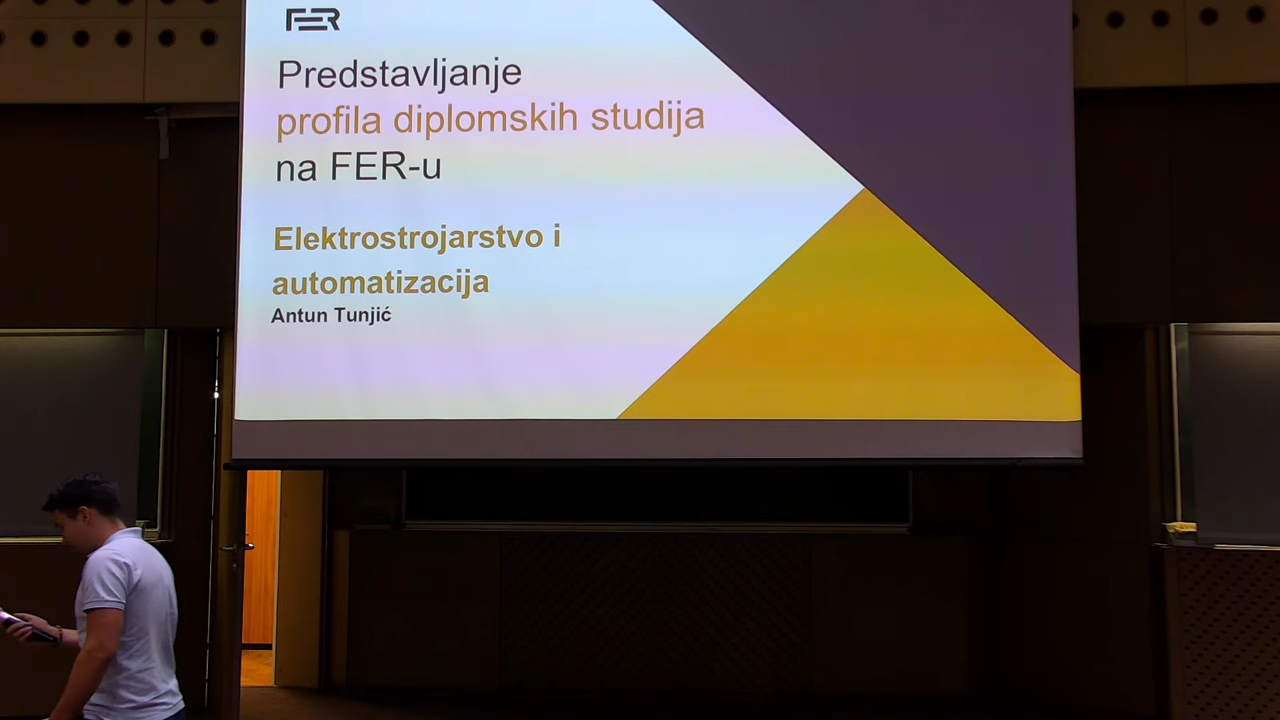 FER
Predstavljanje
profila diplomskih studija
na FER-u
Elektrostrojarstvo i
automatizacija
Antun Tunjić